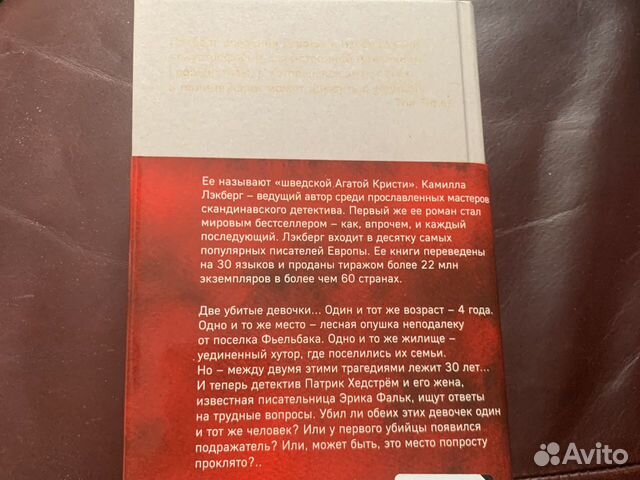 Ее называют «шведской Агатой Кристи». Камилла
Лэкберг – ведущий автор среди прославленных мастеров
скандинавского детектива. Первый же ее роман стал
мировым бестселлером – как, впрочем, и каждый
последующий. Лэкберг входит в десятку самых
популярных писателей Европы. Ее книги переведены
на 30 языков и проданы тиражом более 22 млн
экземпляров в более чем 60 странах.
Две убитые девочки... Один и тот же возраст – 4 года.
Одно и то же место – лесная опушка неподалеку
от поселка Фьельбака. Одно и то же жилище –
уединенный хутор, где поселились их семьи.
Но – между двумя этими трагедиями лежит 30 лет...
И теперь детектив Патрик Хедстрём и его жена,
известная писательница Эрика Фальк, ищут ответы
на трудные вопросы. Убил ли обеих этих девочек один
и тот же человек? Или у первого убийцы появился
подражатель? Или, может быть, это место попросту
проклято?..
Avito